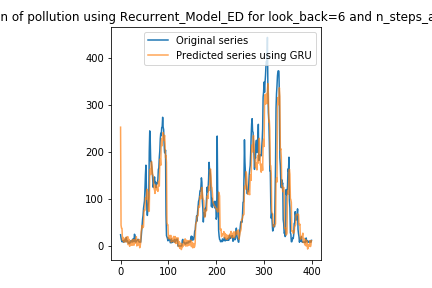 n of pollution using Recurrent_Model_ED for look_back=6 and n_steps_a
Original series
Predicted series using GRU
400
300
200
100
0
0 100 200 300 400